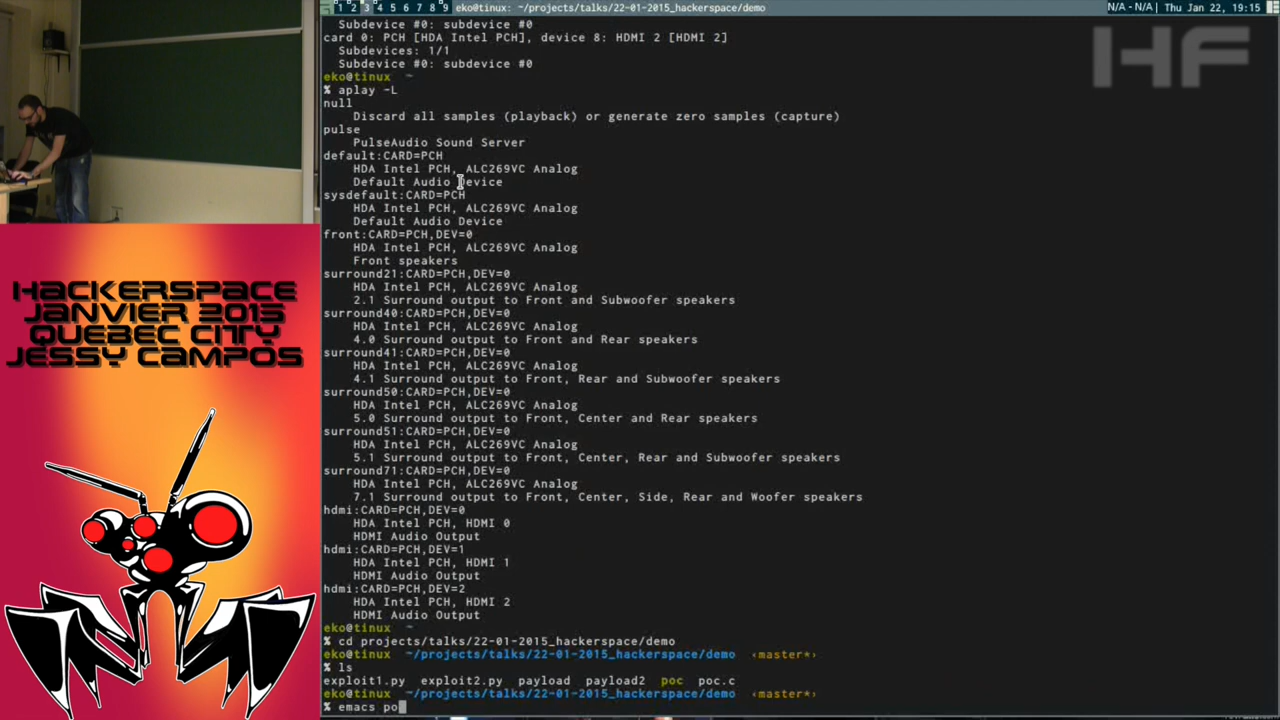 1 2 3 4 5 6 7 8 9 eko@tinux: ~/projects/talks/22-01-2015_hackerspace/demo N/A - N/A | Thu Jan 22, 19:15
Subdevice #0: subdevice #0
card 0: PCH [HDA Intel PCH], device 8: HDMI 2 [HDMI 2]
Subdevices: 1/1
Subdevice #0: subdevice #0
eko@tinux ~
% aplay -L
null
Discard all samples (playback) or generate zero samples (capture)
pulse
PulseAudio Sound Server
default:CARD=PCH
HDA Intel PCH, ALC269VC Analog
Default Audio Device
sysdefault:CARD=PCH
HDA Intel PCH, ALC269VC Analog
Default Audio Device
front:CARD=PCH,DEV=0
HDA Intel PCH, ALC269VC Analog
Front speakers
surround21:CARD=PCH,DEV=0
HDA Intel PCH, ALC269VC Analog
2.1 Surround output to Front and Subwoofer speakers
surround40:CARD=PCH,DEV=0
HDA Intel PCH, ALC269VC Analog
4.0 Surround output to Front and Rear speakers
surround41:CARD=PCH,DEV=0
HDA Intel PCH, ALC269VC Analog
4.1 Surround output to Front, Rear and Subwoofer speakers
surround50:CARD=PCH,DEV=0
HDA Intel PCH, ALC269VC Analog
5.0 Surround output to Front, Center and Rear speakers
surround51:CARD=PCH,DEV=0
HDA Intel PCH, ALC269VC Analog
5.1 Surround output to Front, Center, Rear and Subwoofer speakers
surround71:CARD=PCH,DEV=0
HDA Intel PCH, ALC269VC Analog
7.1 Surround output to Front, Center, Side, Rear and Woofer speakers
hdmi:CARD=PCH,DEV=0
HDA Intel PCH, HDMI 0
HDMI Audio Output
hdmi:CARD=PCH,DEV=1
HDA Intel PCH, HDMI 1
HDMI Audio Output
hdmi:CARD=PCH,DEV=2
HDA Intel PCH, HDMI 2
HDMI Audio Output
eko@tinux ~
% cd projects/talks/22-01-2015_hackerspace/demo
eko@tinux ~/projects/talks/22-01-2015_hackerspace/demo ‹master*›
% ls
exploit1.py exploit2.py payload payload2 poc poc.c
eko@tinux ~/projects/talks/22-01-2015_hackerspace/demo ‹master*›
% emacs po
HF
HACKERSPACE
JANVIER 2015
QUEBEC CITY
JESSY CAMPOS